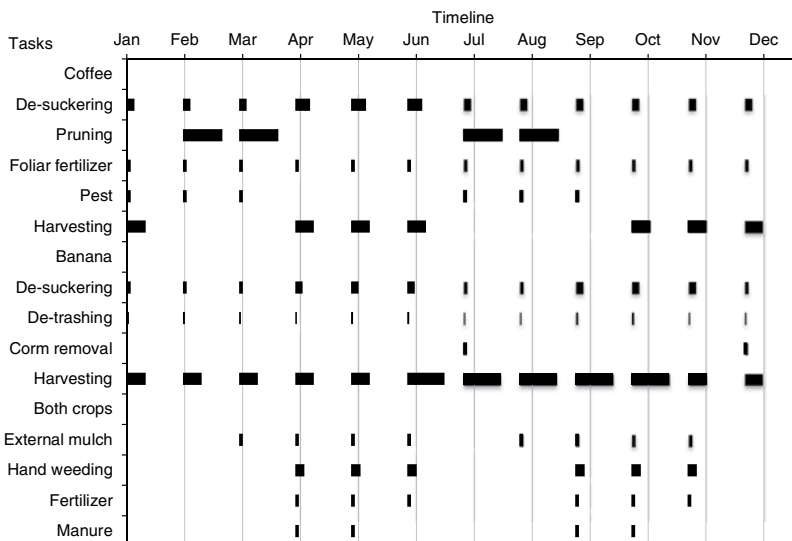 Timeline
Tasks Jan Feb Mar Apr May Jun Jul Aug Sep Oct Nov Dec
Coffee
De-suckering
Pruning
Foliar fertilizer
Pest
Harvesting
Banana
De-suckering
De-trashing
Corm removal
Harvesting
Both crops
External mulch
Hand weeding
Fertilizer
Manure